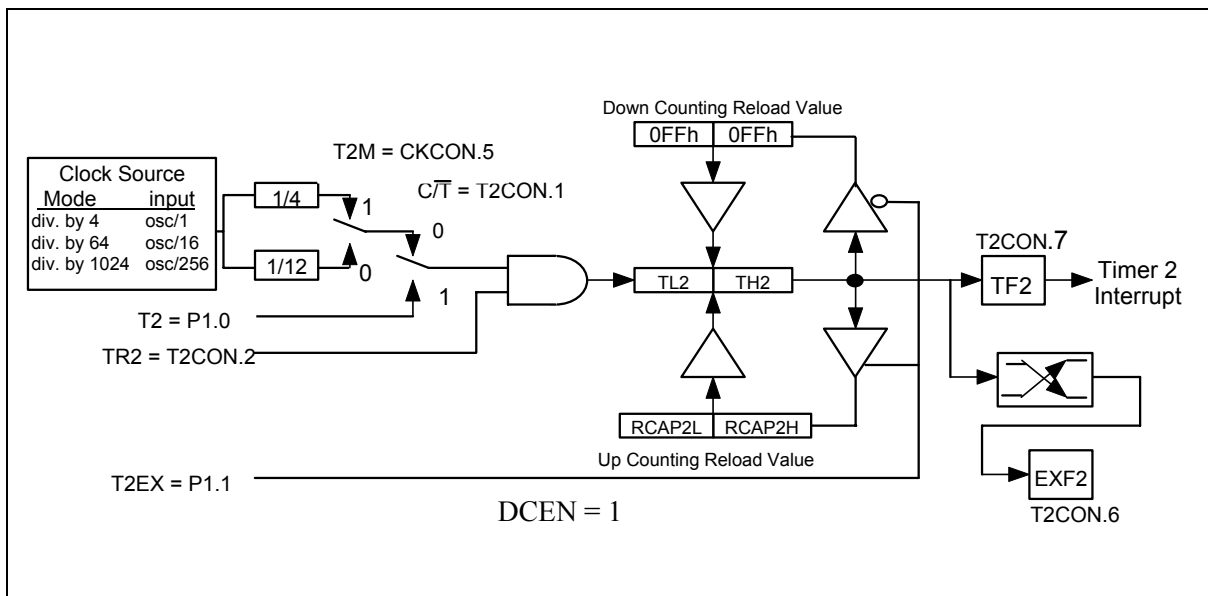 Down Counting Reload Value
0FFh 0FFh
T2M = CKCON.5
C/T̅ = T2CON.1
Clock Source
Mode input
div. by 4 osc/1
div. by 64 osc/16
div. by 1024 osc/256
1/4
1
0
1/12
0
1
T2CON.7
TL2 TH2
TF2
Timer 2
Interrupt
T2 = P1.0
TR2 = T2CON.2
RCAP2L RCAP2H
Up Counting Reload Value
T2EX = P1.1
EXF2
DCEN = 1
T2CON.6